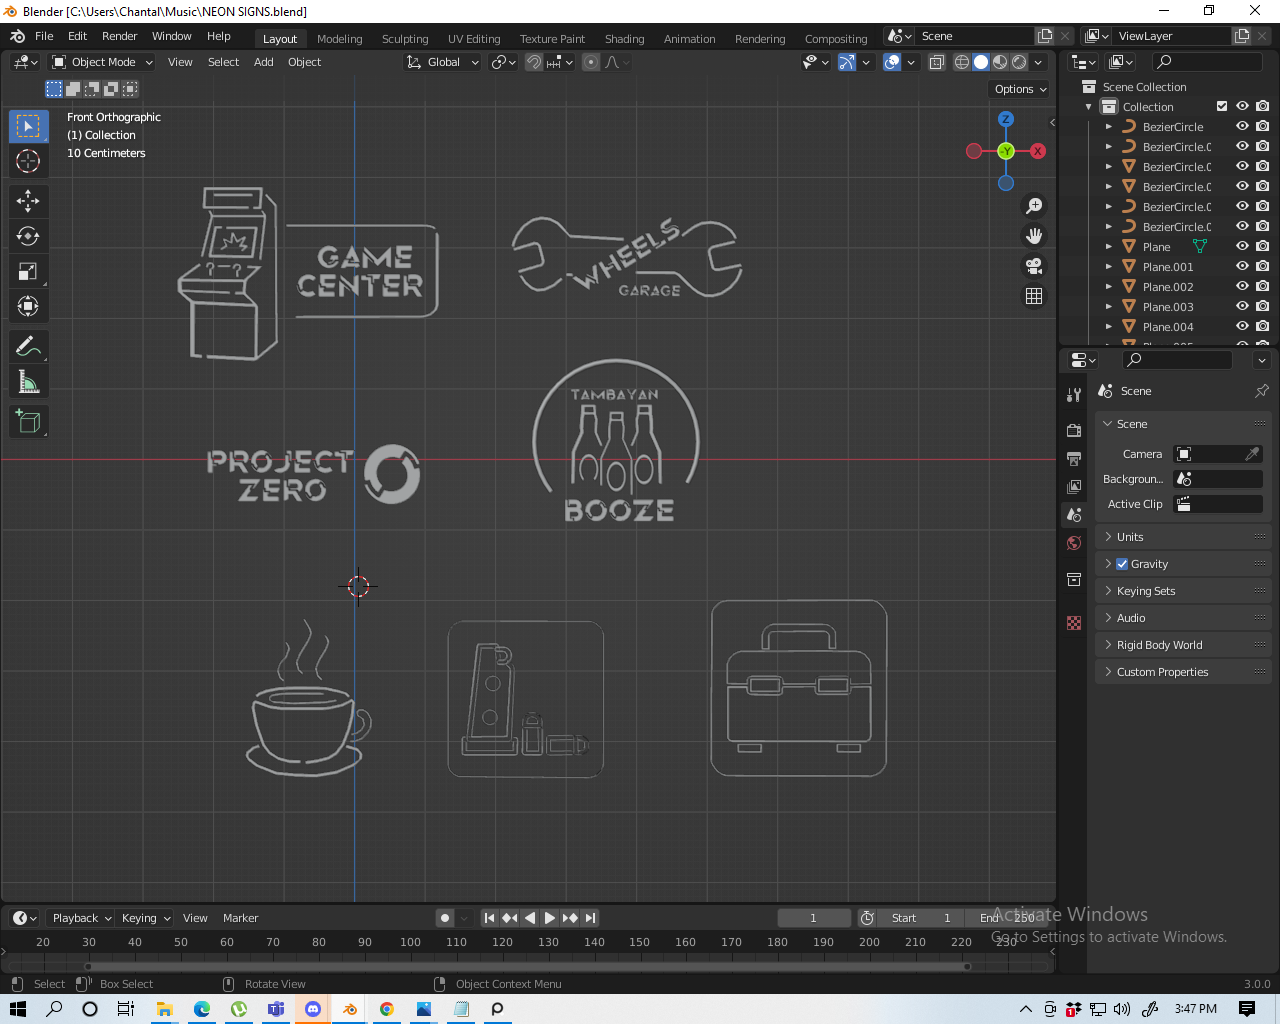 Blender [C:\Users\Chantal\Music\NEON SIGNS.blend]
File Edit Render Window Help
Layout Modeling Sculpting UV Editing Texture Paint Shading Animation Rendering Compositing
Scene
ViewLayer
Object Mode View Select Add Object
Global
Options
Front Orthographic
(1) Collection
10 Centimeters
Z
-Y
X
GAME
CENTER
WHEELS
GARAGE
TAMBAYAN
BOOZE
PROJECT
ZERO
Scene Collection
Collection
BezierCircle
BezierCircle.0
BezierCircle.0
BezierCircle.0
BezierCircle.0
BezierCircle.0
Plane
Plane.001
Plane.002
Plane.003
Plane.004
Scene
Scene
Camera
Backgroun...
Active Clip
Units
Gravity
Keying Sets
Audio
Rigid Body World
Custom Properties
Playback Keying View Marker
1
Start 1
End 250
20 30 40 50 60 70 80 90 100 110 120 130 140 150 160 170 180 190 200 210 220 230
Activate Windows
Go to Settings to activate Windows.
Select Box Select Rotate View Object Context Menu
3.0.0
1
3:47 PM